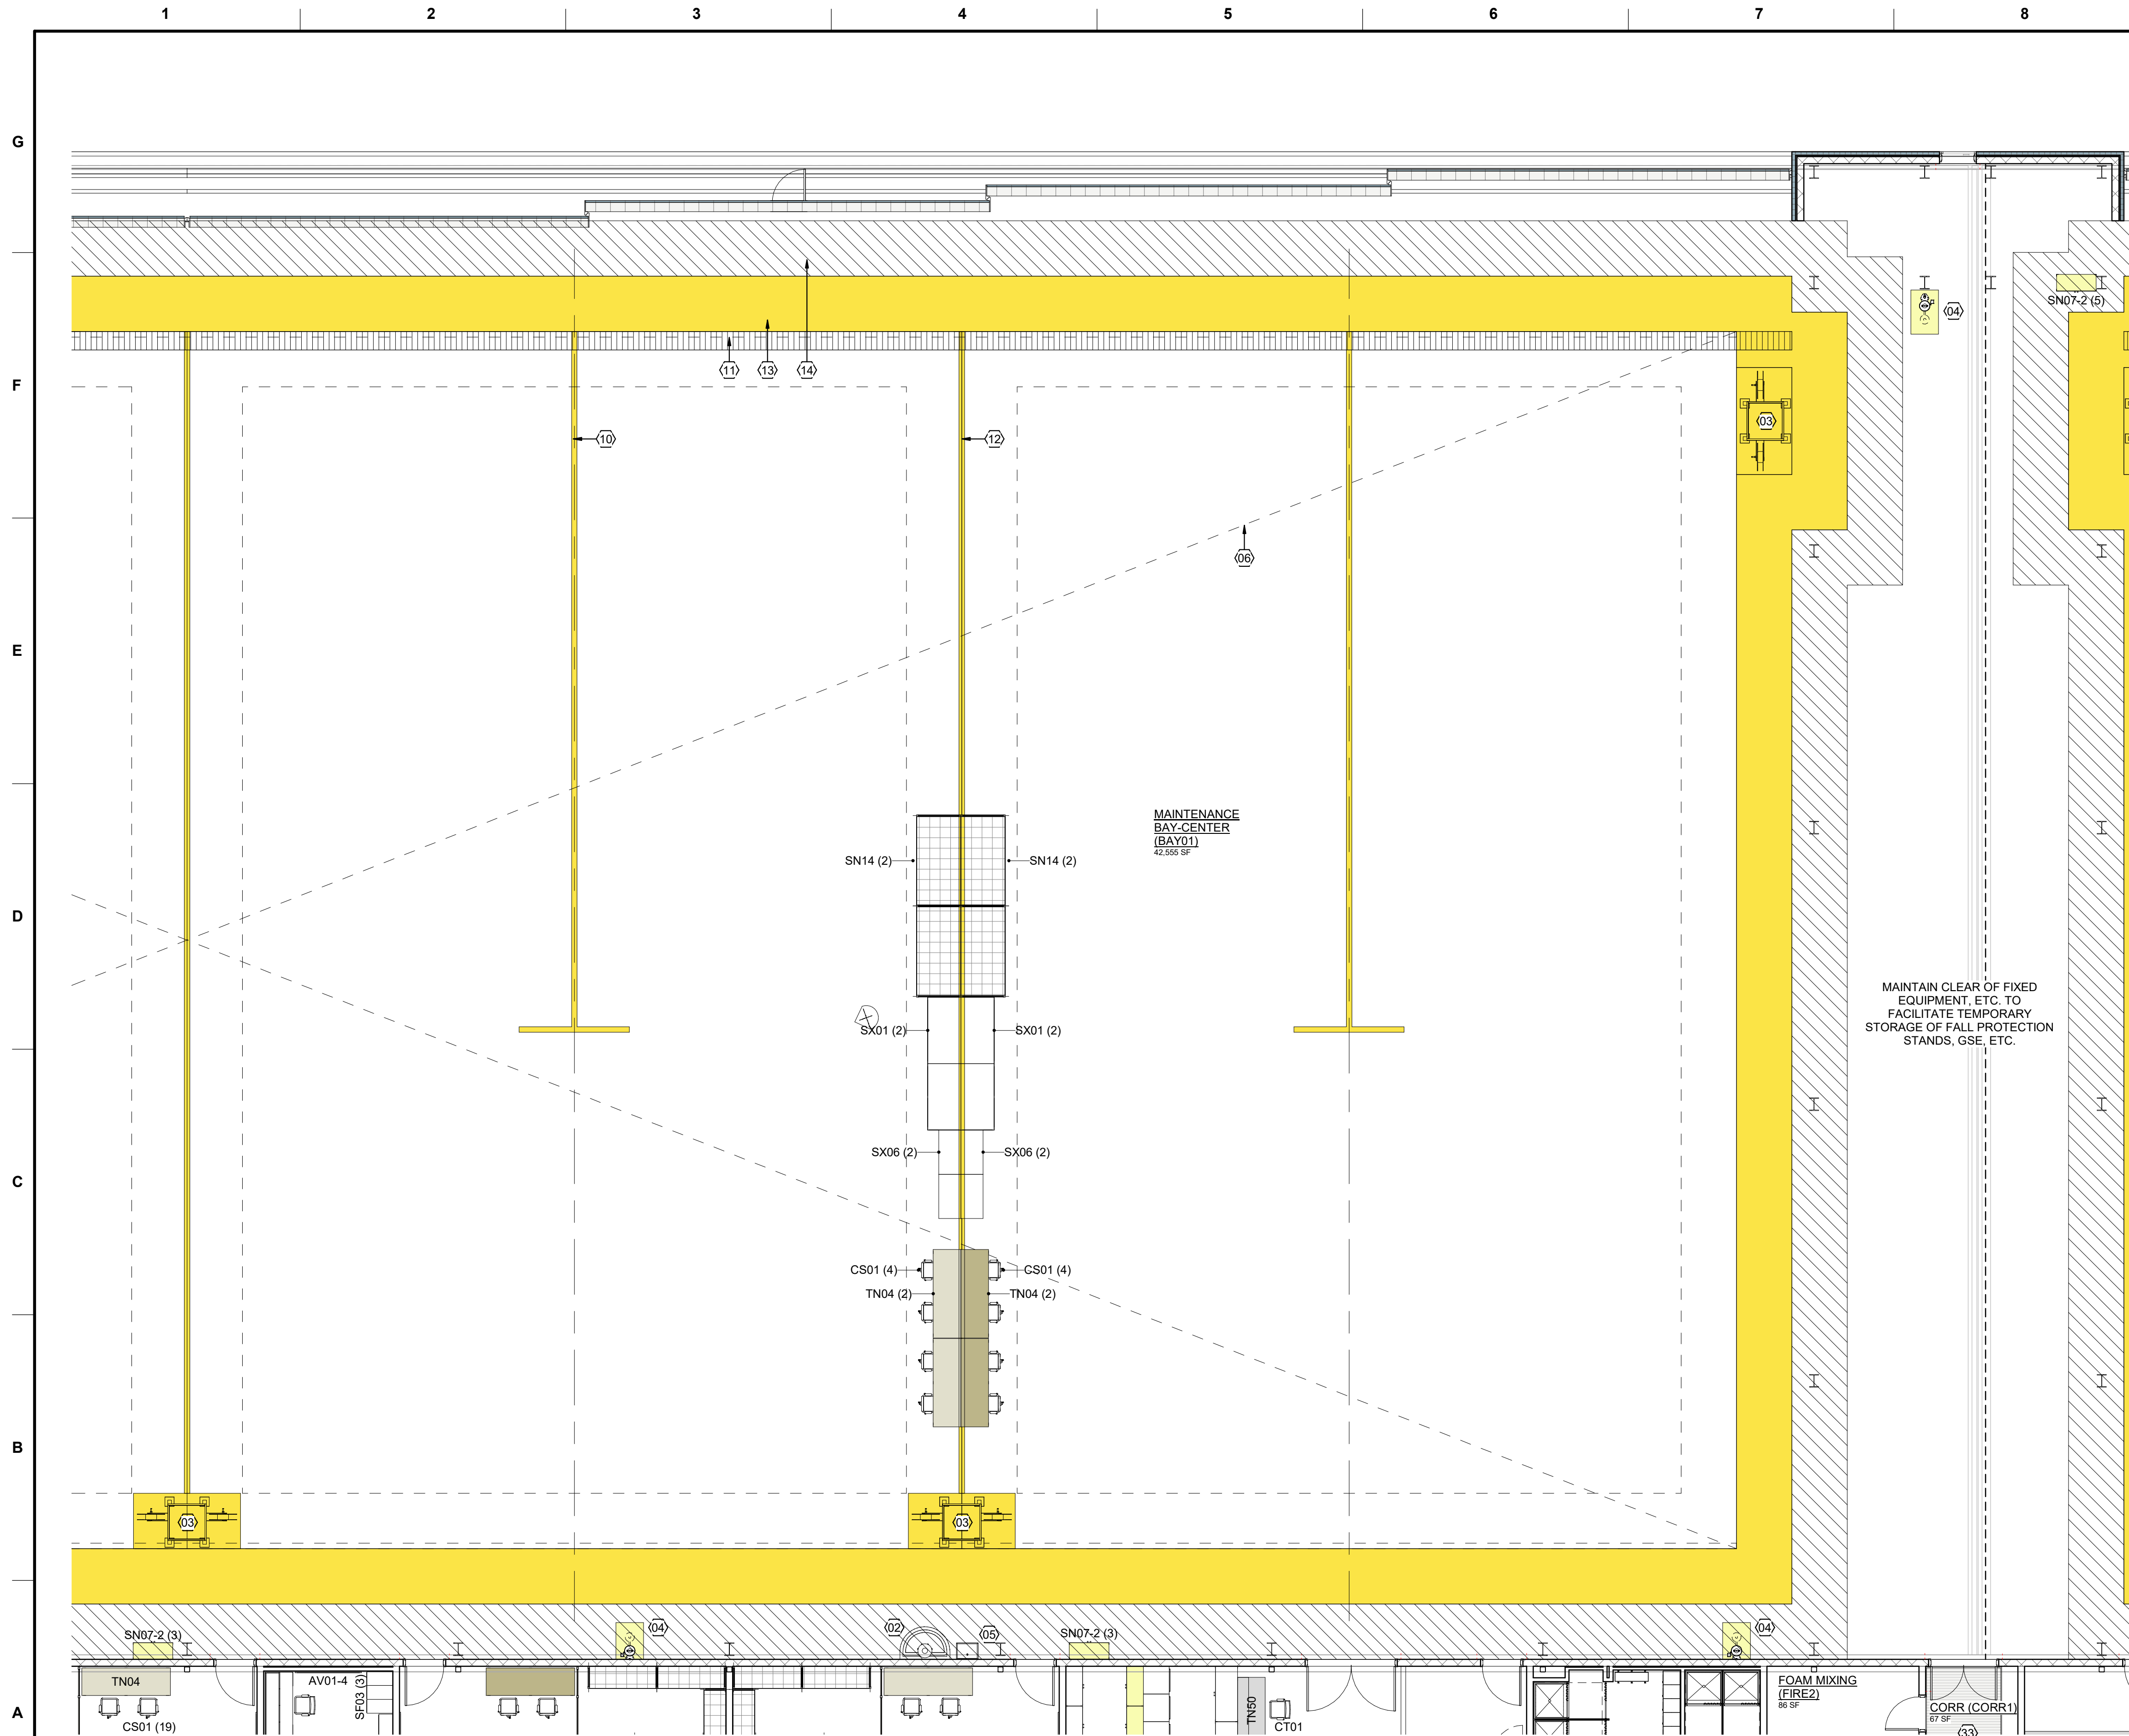 1
2
3
4
5
6
7
8
G
SN07-2 (5)
04
11
13
14
F
03
10
12
06
E
MAINTENANCE
BAY-CENTER
(BAY01)
42,555 SF
SN14 (2)
SN14 (2)
D
MAINTAIN CLEAR OF FIXED
EQUIPMENT, ETC. TO
FACILITATE TEMPORARY
STORAGE OF FALL PROTECTION
STANDS, GSE, ETC.
SX01 (2)
SX01 (2)
SX06 (2)
SX06 (2)
C
CS01 (4)
CS01 (4)
TN04 (2)
TN04 (2)
B
03
03
SN07-2 (3)
04
02
05
SN07-2 (3)
04
TN04
AV01-4
SF03 (3)
CS01 (19)
TN50
CT01
FOAM MIXING
(FIRE2)
86 SF
CORR (CORR1)
67 SF
33
A